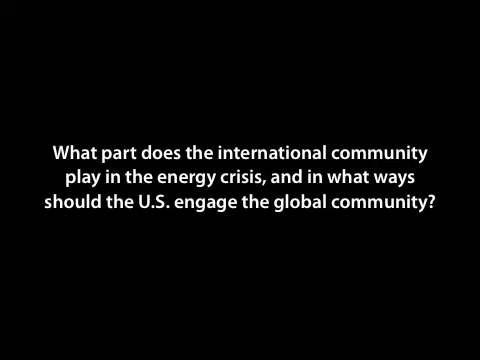 What part does the international community
play in the energy crisis, and in what ways
should the U.S. engage the global community?